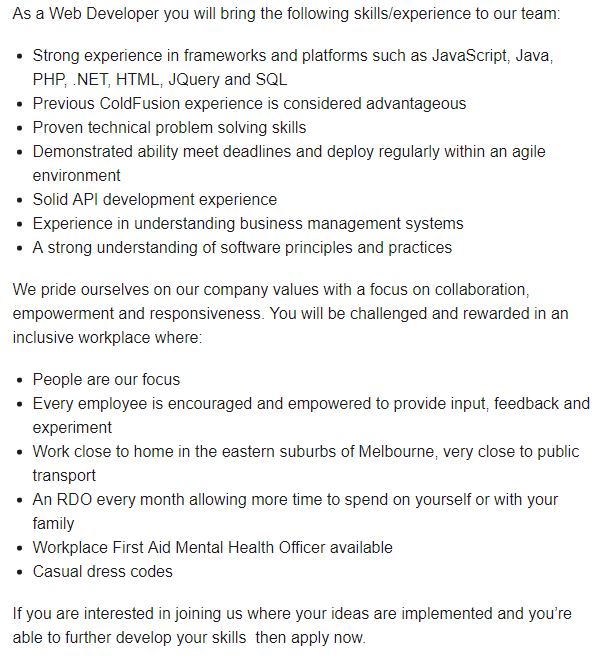 As a Web Developer you will bring the following skills/experience to our team:
• Strong experience in frameworks and platforms such as JavaScript, Java,
PHP, .NET, HTML, JQuery and SQL
• Previous ColdFusion experience is considered advantageous
• Proven technical problem solving skills
• Demonstrated ability meet deadlines and deploy regularly within an agile
environment
• Solid API development experience
• Experience in understanding business management systems
• A strong understanding of software principles and practices
We pride ourselves on our company values with a focus on collaboration,
empowerment and responsiveness. You will be challenged and rewarded in an
inclusive workplace where:
• People are our focus
• Every employee is encouraged and empowered to provide input, feedback and
experiment
• Work close to home in the eastern suburbs of Melbourne, very close to public
transport
• An RDO every month allowing more time to spend on yourself or with your
family
• Workplace First Aid Mental Health Officer available
• Casual dress codes
If you are interested in joining us where your ideas are implemented and you’re
able to further develop your skills  then apply now.